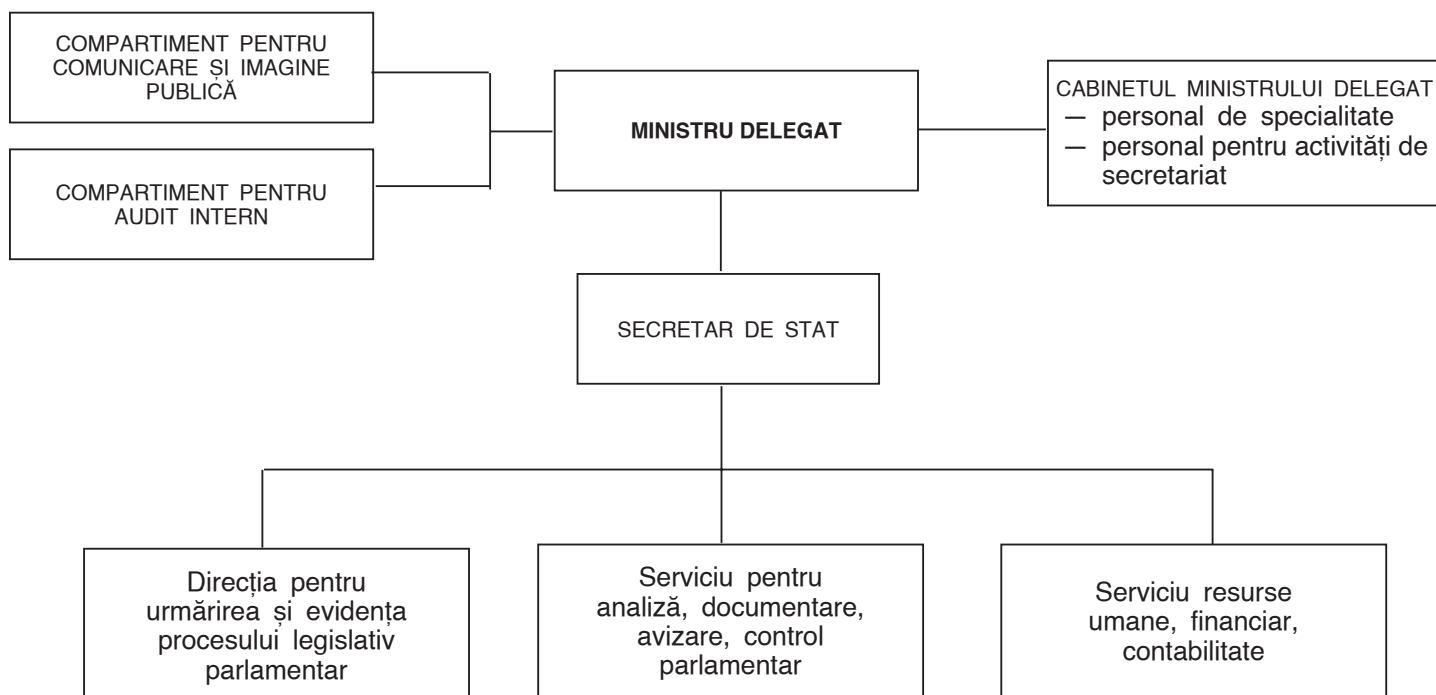 COMPARTIMENT PENTRU
COMUNICARE ȘI IMAGINE
PUBLICĂ
COMPARTIMENT PENTRU
AUDIT INTERN
MINISTRU DELEGAT
CABINETUL MINISTRULUI DELEGAT
— personal de specialitate
— personal pentru activități de
secretariat
SECRETAR DE STAT
Direcția pentru
urmărirea și evidența
procesului legislativ
parlamentar
Serviciu pentru
analiză, documentare,
avizare, control
parlamentar
Serviciu resurse
umane, financiar,
contabilitate